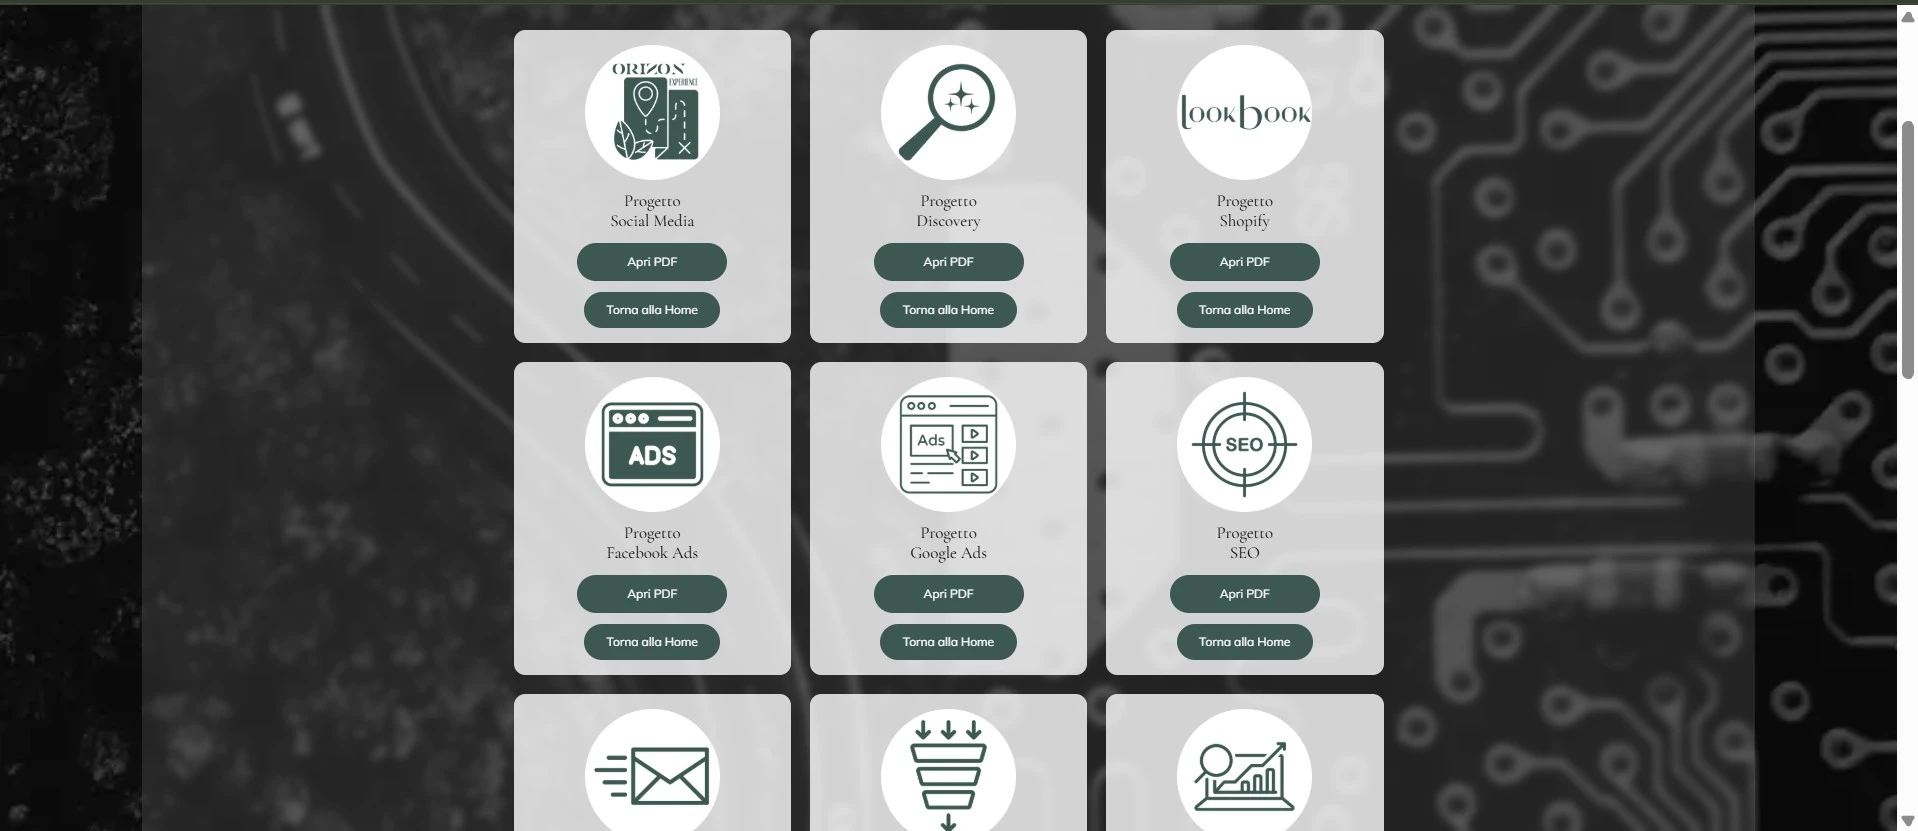 ORIZON
EXPERIENCE
lookbook
Progetto
Social Media
Progetto
Discovery
Progetto
Shopify
Apri PDF
Apri PDF
Apri PDF
Torna alla Home
Torna alla Home
Torna alla Home
ADS
Ads
SEO
Progetto
Facebook Ads
Progetto
Google Ads
Progetto
SEO
Apri PDF
Apri PDF
Apri PDF
Torna alla Home
Torna alla Home
Torna alla Home